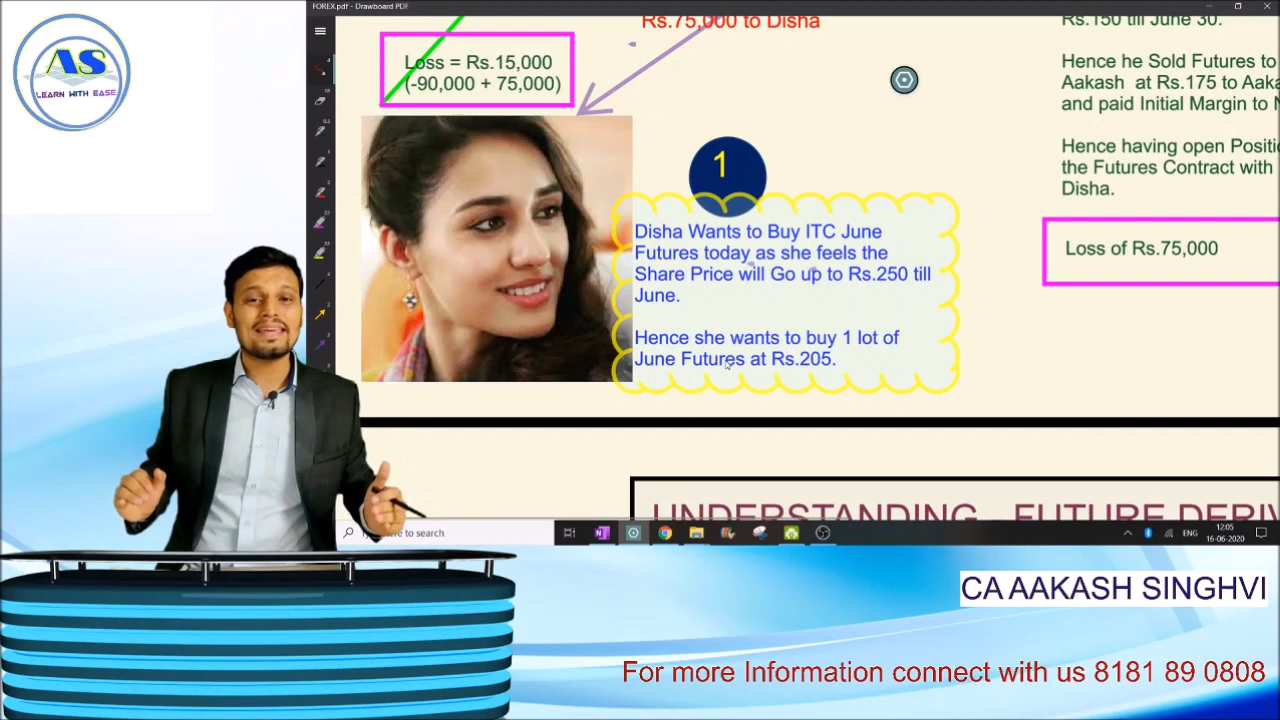 FOREX.pdf - Drawboard PDF
AS
LEARN WITH EASE
Rs.75,000 to Disha
Loss = Rs.15,000
(-90,000 + 75,000)
1
Disha Wants to Buy ITC June
Futures today as she feels the
Share Price will Go up to Rs.250 till
June.
Hence she wants to buy 1 lot of
June Futures at Rs.205.
Rs.150 till June 30.
Hence he Sold Futures to
Aakash at Rs.175 to Aaka
and paid Initial Margin to N
Hence having open Positi
the Futures Contract with
Disha.
Loss of Rs.75,000
UNDERSTANDING FUTURE DERIV
to search
ENG
12:05
16-06-2020
CA AAKASH SINGHVI
For more Information connect with us 8181 89 0808